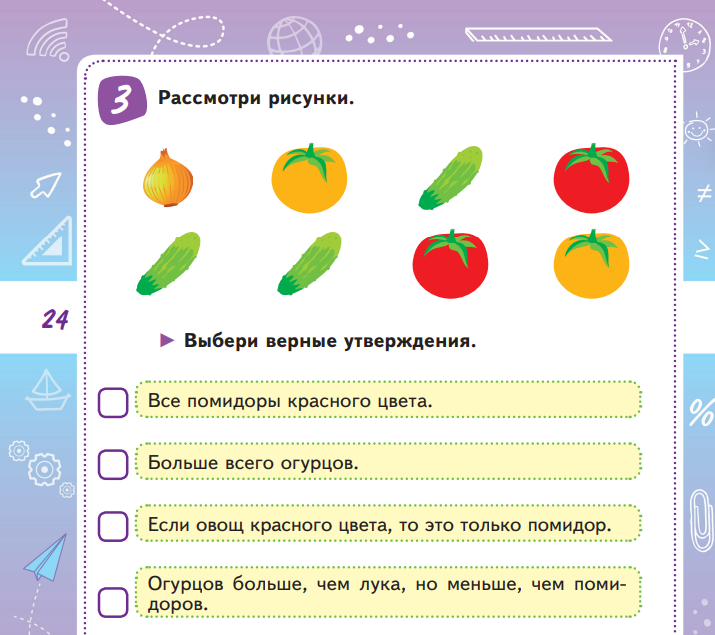 3 Рассмотри рисунки.
24
▶ Выбери верные утверждения.
Все помидоры красного цвета.
Больше всего огурцов.
Если овощ красного цвета, то это только помидор.
Огурцов больше, чем лука, но меньше, чем поми-
доров.
≠
≥
%